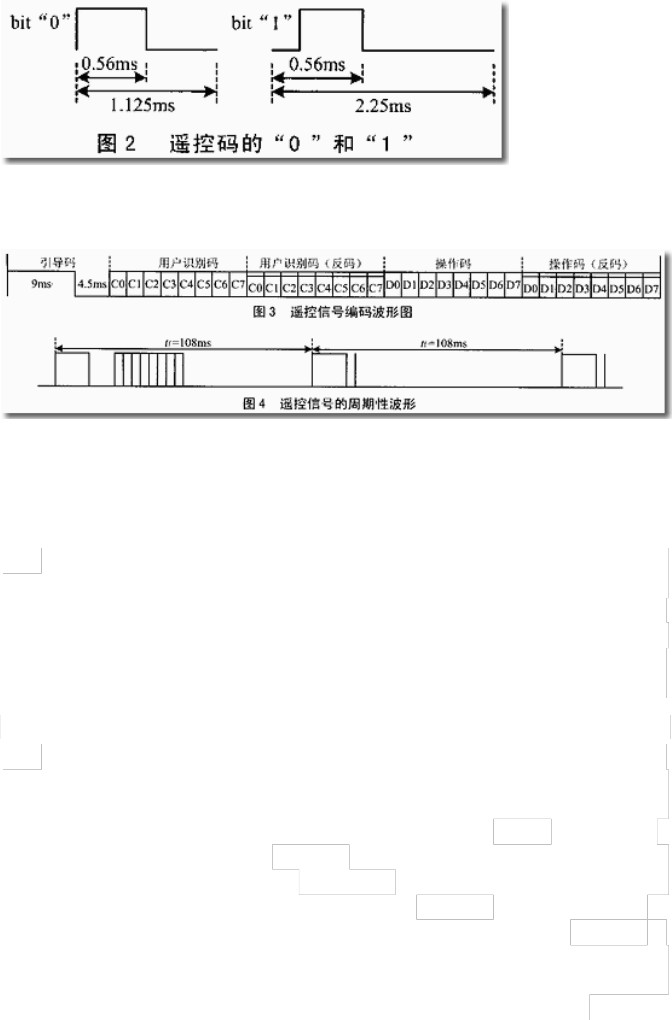 bit “0” bit “1”
0.56ms 0.56ms
1.125ms 2.25ms
图 2 遥控码的“0 ”和“1 ”
引导码 用户识别码 用户识别码（反码） 操作码 操作码（反码）
9ms 4.5ms C0 C1 C2 C3 C4 C5 C6 C7 C0 C1 C2 C3 C4 C5 C6 C7 D0 D1 D2 D3 D4 D5 D6 D7 D0 D1 D2 D3 D4 D5 D6 D7
图 3 遥控信号编码波形图
tf=108ms tf=108ms
图 4 遥控信号的周期性波形